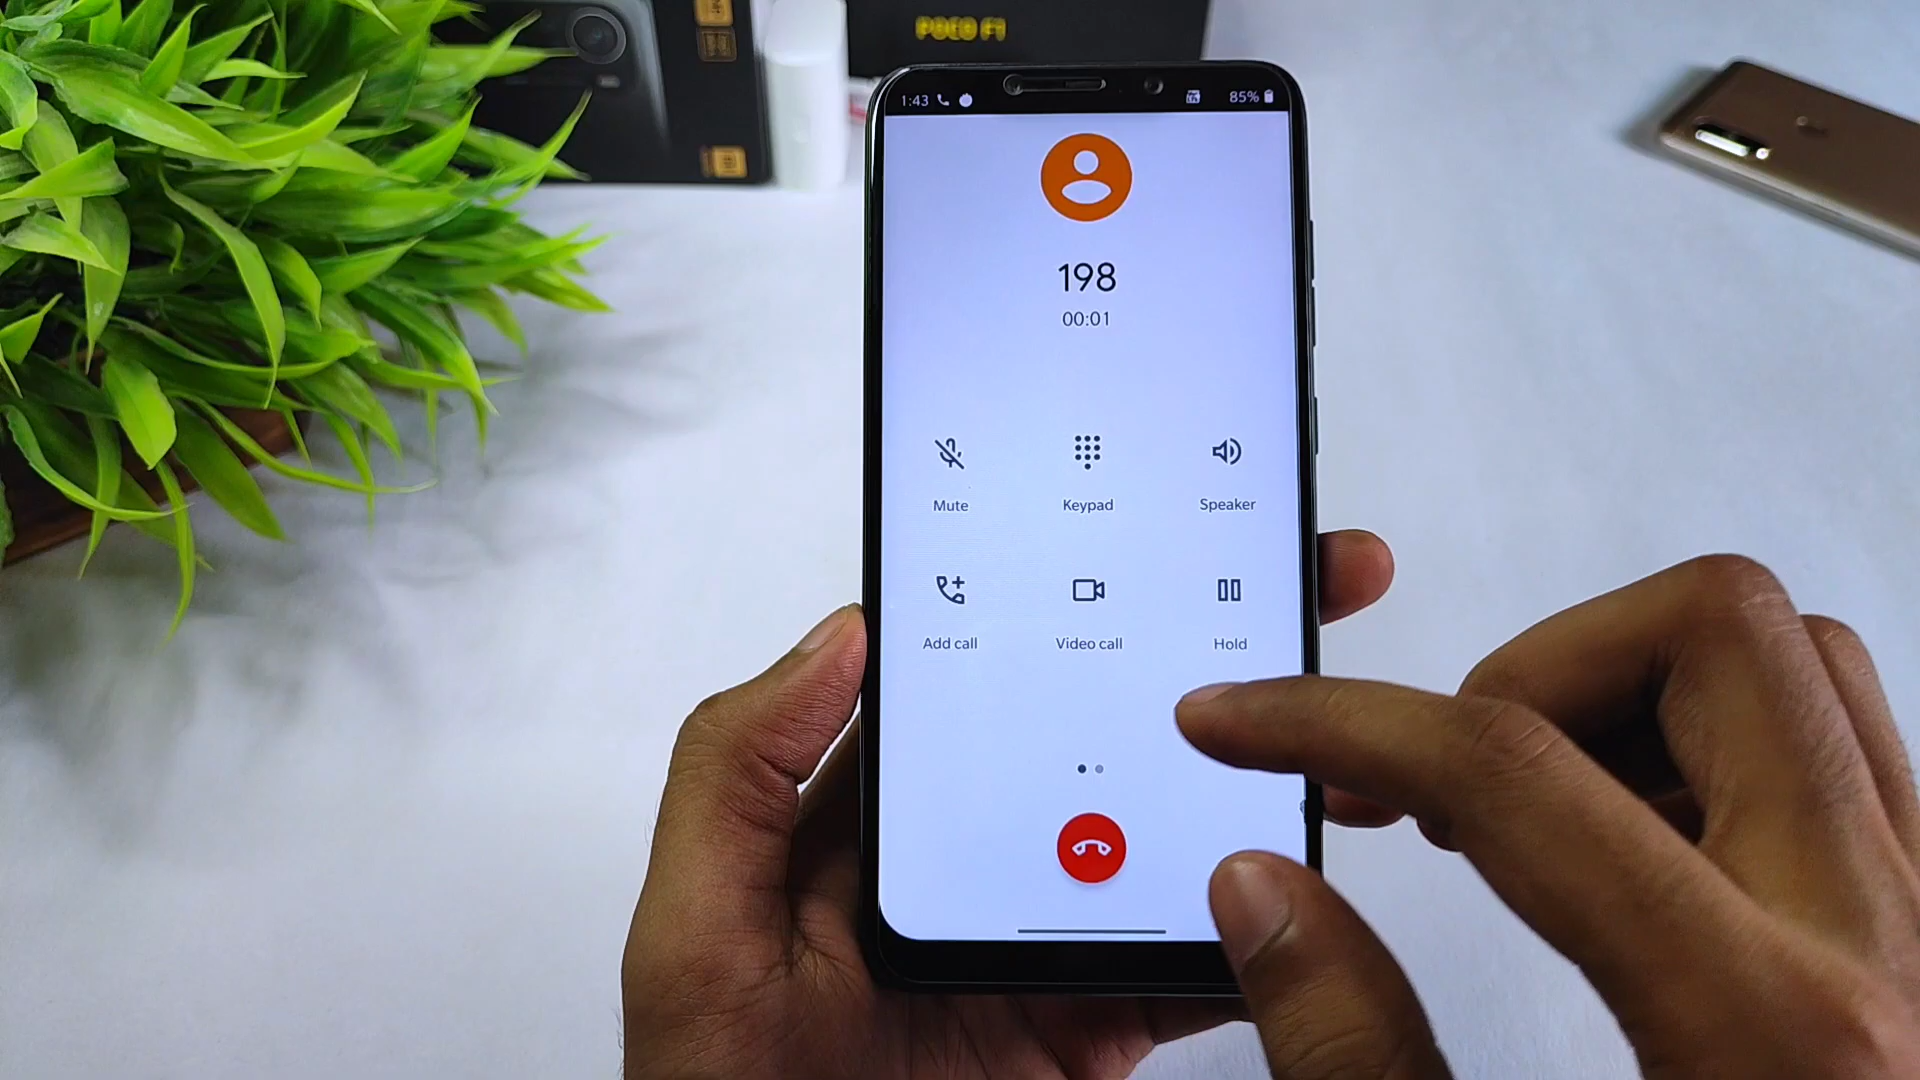 POCO F1
1:43
85%
198
00:01
Mute
Keypad
Speaker
Add call
Video call
Hold